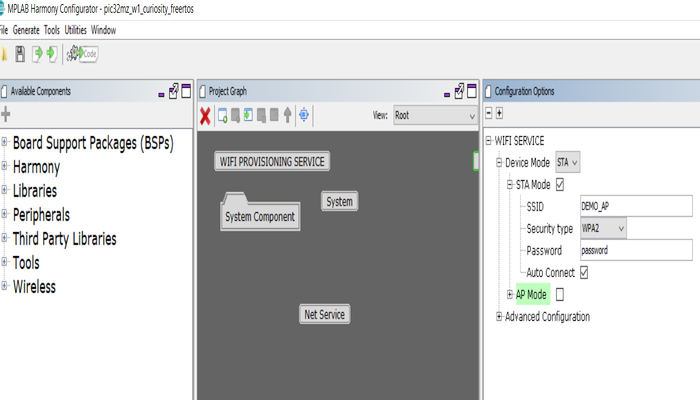 MPLAB Harmony Configurator - pic32mz_w1_curiosity_freertos
File Generate Tools Utilities Window
Code
Available Components
Board Support Packages (BSPs)
Harmony
Libraries
Peripherals
Third Party Libraries
Tools
Wireless
Project Graph
View: Root
WIFI PROVISIONING SERVICE
System Component
System
Net Service
Configuration Options
WIFI SERVICE
Device Mode STA
STA Mode
SSID DEMO_AP
Security type WPA2
Password password
Auto Connect
AP Mode
Advanced Configuration